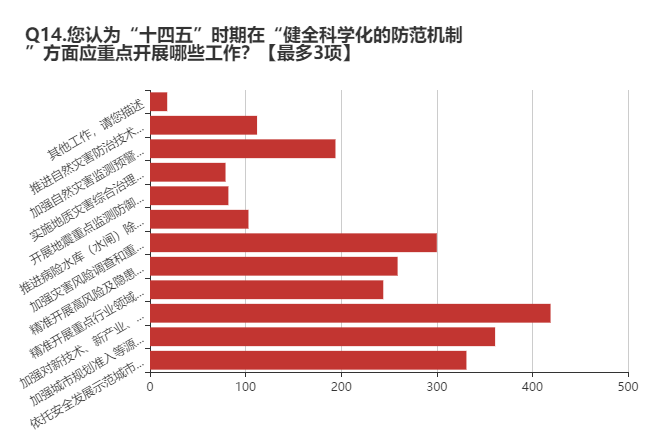 Q14.您认为“十四五”时期在“健全科学化的防范机制
”方面应重点开展哪些工作？【最多3项】
其他工作，请您描述
推进自然灾害防治技术...
加强自然灾害监测预警...
实施地质灾害综合治理...
开展地震重点监测防御...
推进病险水库（水闸）除...
加强灾害风险调查和重...
精准开展高风险及隐患...
精准开展重点行业领域...
加强对新技术、新产业、...
加强城市规划准入等源...
依托安全发展示范城市...
0 100 200 300 400 500